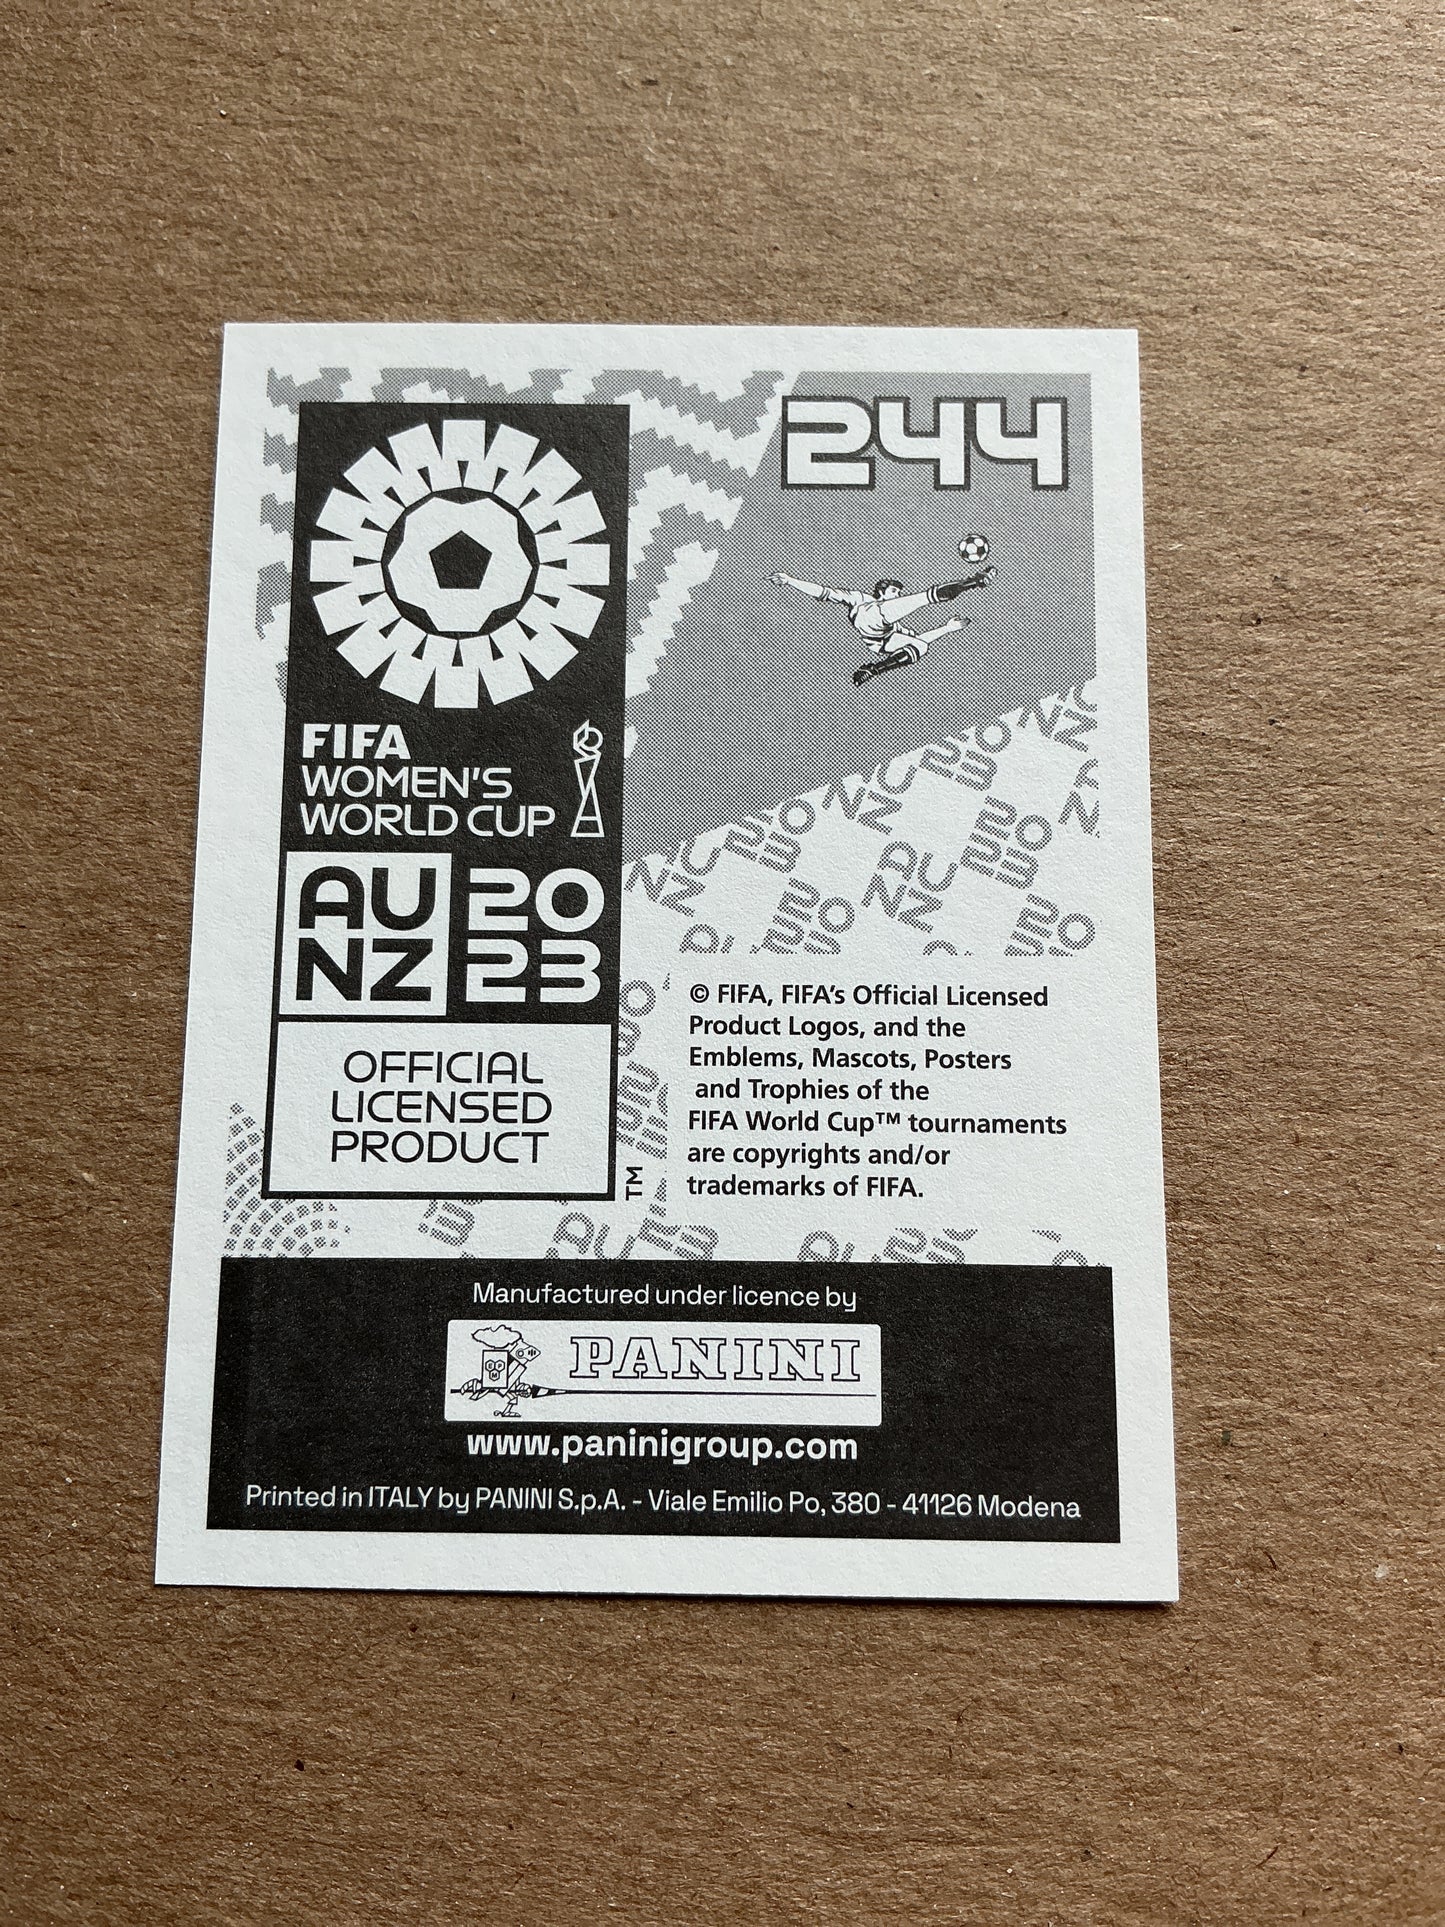 244
FIFA
WOMEN'S
WORLD CUP
AU 20
NZ 23
OFFICIAL
LICENSED
PRODUCT
TM
© FIFA, FIFA's Official Licensed
Product Logos, and the
Emblems, Mascots, Posters
and Trophies of the
FIFA World Cup™ tournaments
are copyrights and/or
trademarks of FIFA.
Manufactured under licence by
PANINI
www.paninigroup.com
Printed in ITALY by PANINI S.p.A. - Viale Emilio Po, 380 - 41126 Modena